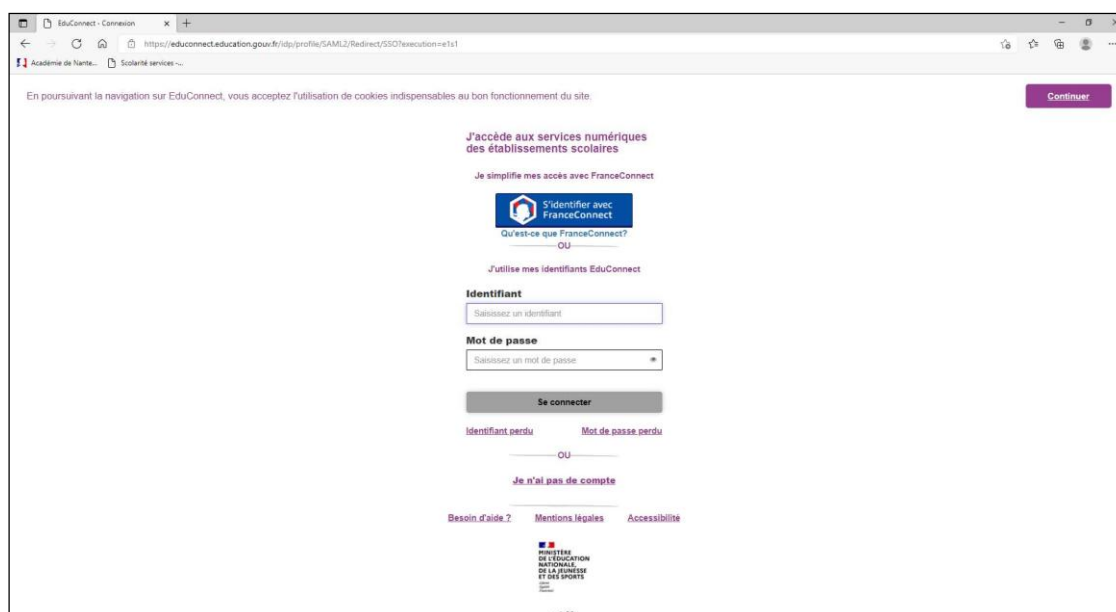 EduConnect - Connexion
https://educonnect.education.gouv.fr/idp/profile/SAML2/Redirect/SSO?execution=e1s1
Académie de Nante... Scolarité services -...
En poursuivant la navigation sur EduConnect, vous acceptez l'utilisation de cookies indispensables au bon fonctionnement du site.
Continuer
J'accède aux services numériques
des établissements scolaires
Je simplifie mes accès avec FranceConnect
S'identifier avec
FranceConnect
Qu'est-ce que FranceConnect?
OU
J'utilise mes identifiants EduConnect
Identifiant
Saisissez un identifiant
Mot de passe
Saisissez un mot de passe
Se connecter
Identifiant perdu Mot de passe perdu
OU
Je n'ai pas de compte
Besoin d'aide ? Mentions légales Accessibilité
MINISTÈRE
DE L'ÉDUCATION
NATIONALE,
DE LA JEUNESSE
ET DES SPORTS